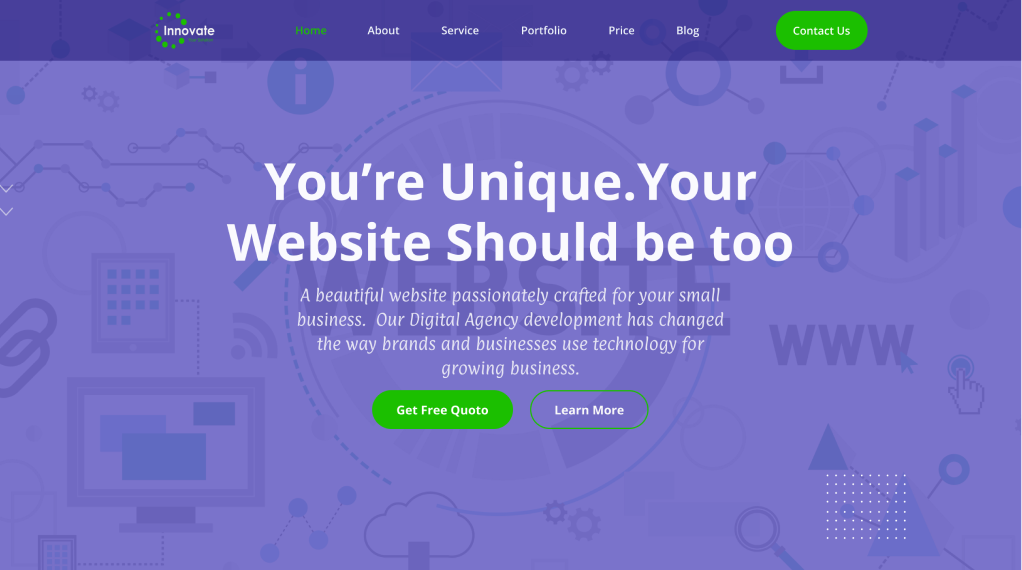 Innovate
Home
About
Service
Portfolio
Price
Blog
Contact Us
You're Unique.Your
Website Should be too
WEBSITE
A beautiful website passionately crafted for your small
business. Our Digital Agency development has changed
the way brands and businesses use technology for
growing business.
WWW
Get Free Quoto
Learn More